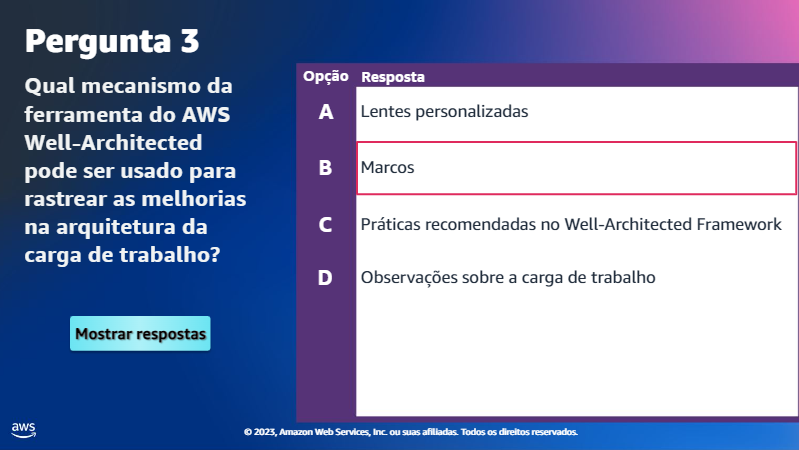 Pergunta 3
Qual mecanismo da
ferramenta do AWS
Well-Architected
pode ser usado para
rastrear as melhorias
na arquitetura da
carga de trabalho?
Mostrar respostas
Opção Resposta
A Lentes personalizadas
B Marcos
C Práticas recomendadas no Well-Architected Framework
D Observações sobre a carga de trabalho
aws
© 2023, Amazon Web Services, Inc. ou suas afiliadas. Todos os direitos reservados.